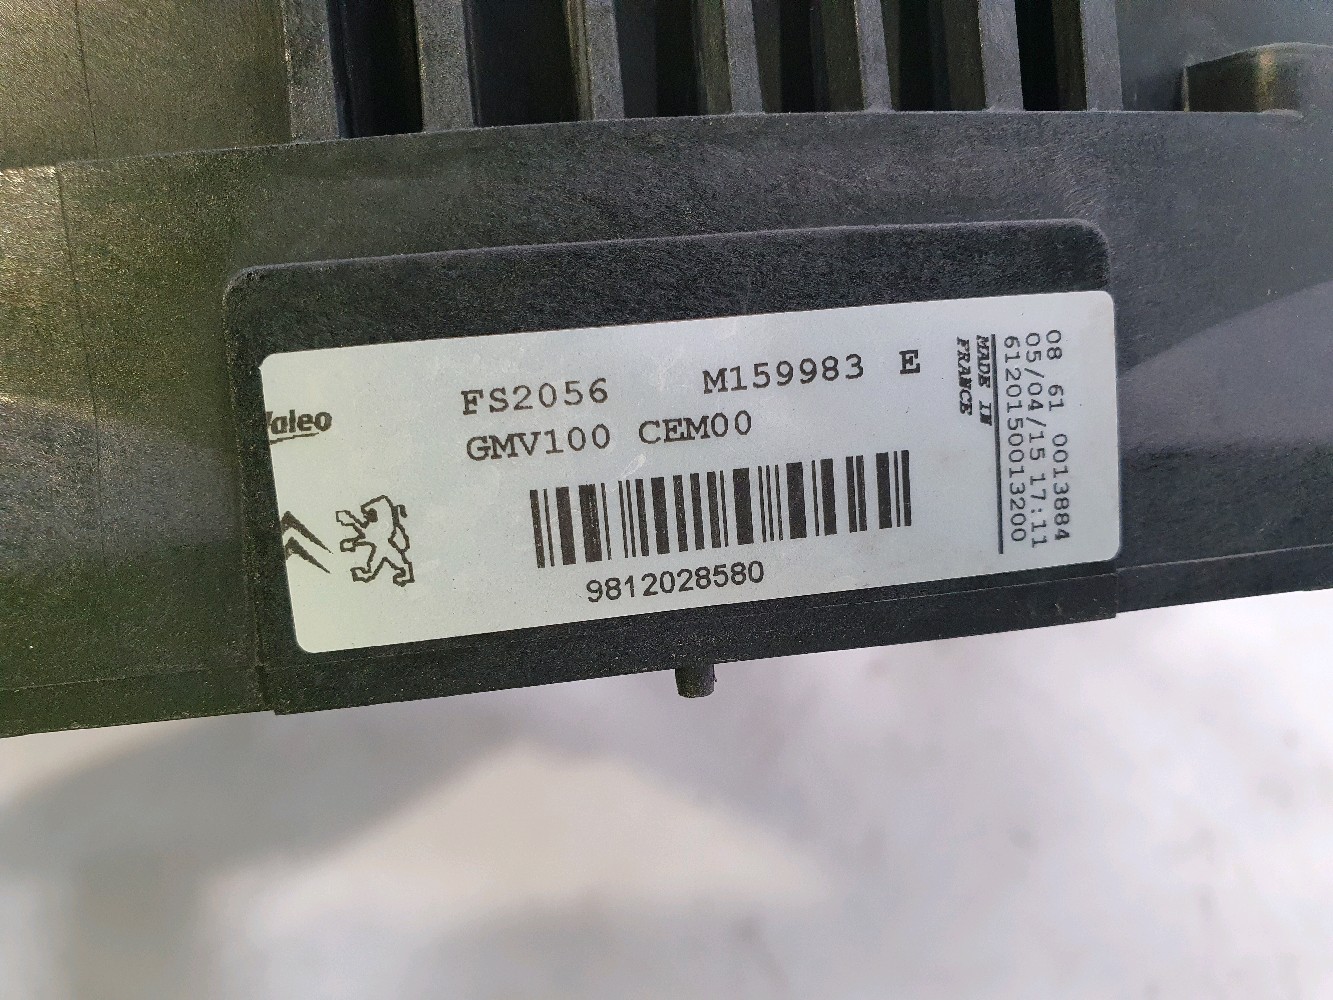 Valeo
FS2056 M159983 E
GMV100 CEM00
9812028580
MADE IN
FRANCE
08 61 0013884
05/04/15 17:11
6120150013200